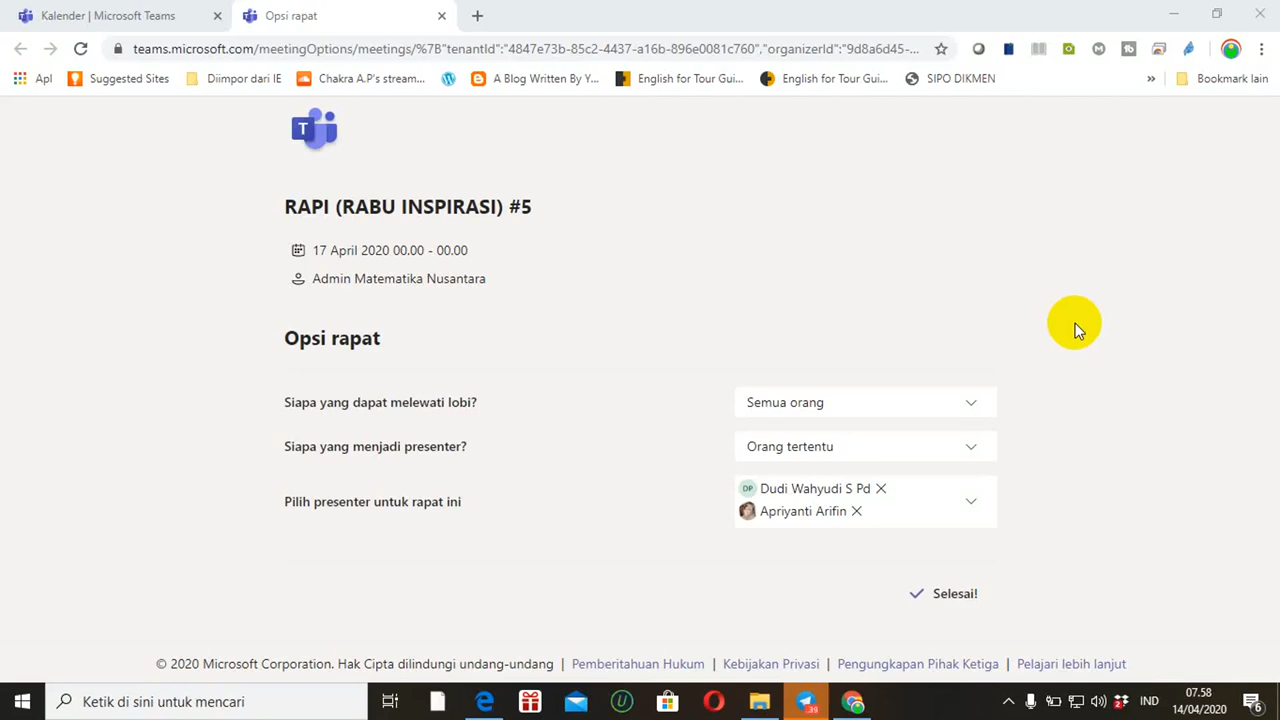 Kalender | Microsoft Teams
Opsi rapat
teams.microsoft.com/meetingOptions/meetings/%7B"tenantId":"4847e73b-85c2-4437-a16b-896e0081c760","organizerId":"9d8a6d45-...
Apl
Suggested Sites
Diimpor dari IE
Chakra A.P's stream...
A Blog Written By Y...
English for Tour Gui...
English for Tour Gui...
SIPO DIKMEN
»
Bookmark lain
T
RAPI (RABU INSPIRASI) #5
17 April 2020 00.00 - 00.00
Admin Matematika Nusantara
Opsi rapat
Siapa yang dapat melewati lobi?
Semua orang
Siapa yang menjadi presenter?
Orang tertentu
Pilih presenter untuk rapat ini
DP Dudi Wahyudi S Pd
Apriyanti Arifin
Selesai!
© 2020 Microsoft Corporation. Hak Cipta dilindungi undang-undang | Pemberitahuan Hukum | Kebijakan Privasi | Pengungkapan Pihak Ketiga | Pelajari lebih lanjut
Ketik di sini untuk mencari
39
IND
07.58
14/04/2020
6